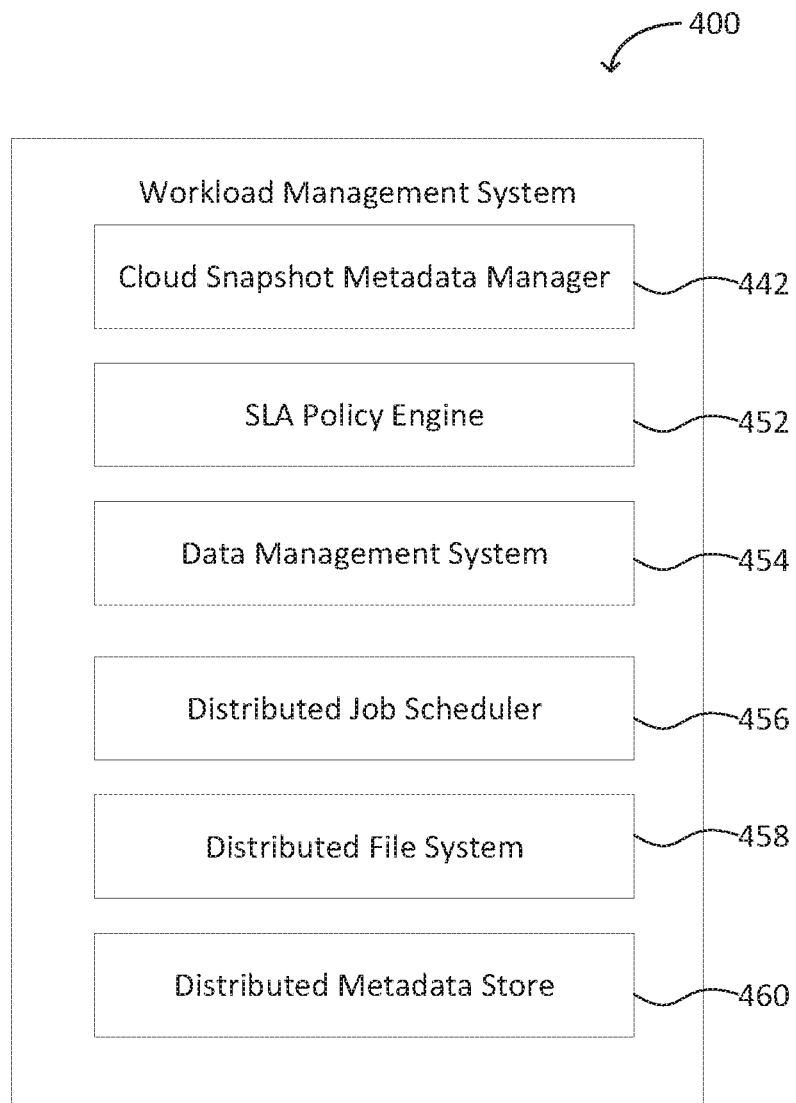 400
Workload Management System
Cloud Snapshot Metadata Manager
442
SLA Policy Engine
452
Data Management System
454
Distributed Job Scheduler
456
Distributed File System
458
Distributed Metadata Store
460